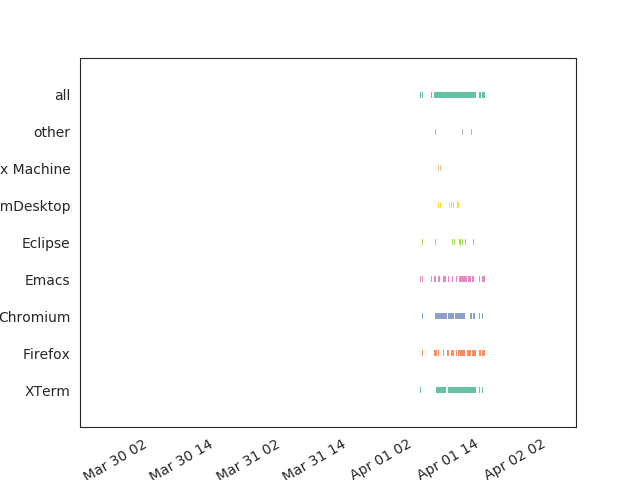 all
other
x Machine
mDesktop
Eclipse
Emacs
Chromium
Firefox
XTerm
Mar 30 02
Mar 30 14
Mar 31 02
Mar 31 14
Apr 01 02
Apr 01 14
Apr 02 02